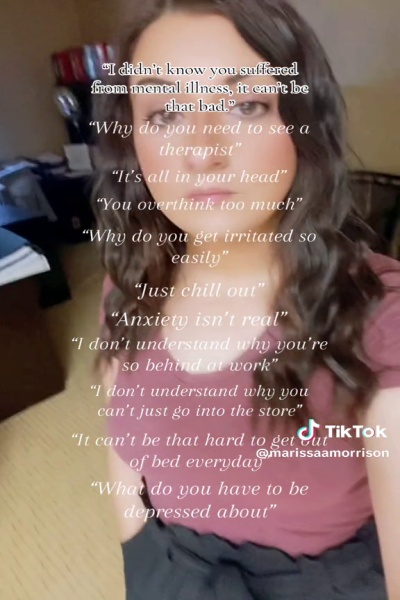 “I didn't know you suffered
from mental illness, it can't be
that bad.”
“Why do you need to see a
therapist”
“It's all in your head”
“You overthink too much”
“Why do you get irritated so
easily”
“Just chill out”
“Anxiety isn't real”
“I don't understand why you're
so behind at work”
“I don't understand why you
can't just go into the store”
“It can't be that hard to get out
of bed everyday”
“What do you have to be
depressed about”
TikTok
@marissaamorrison